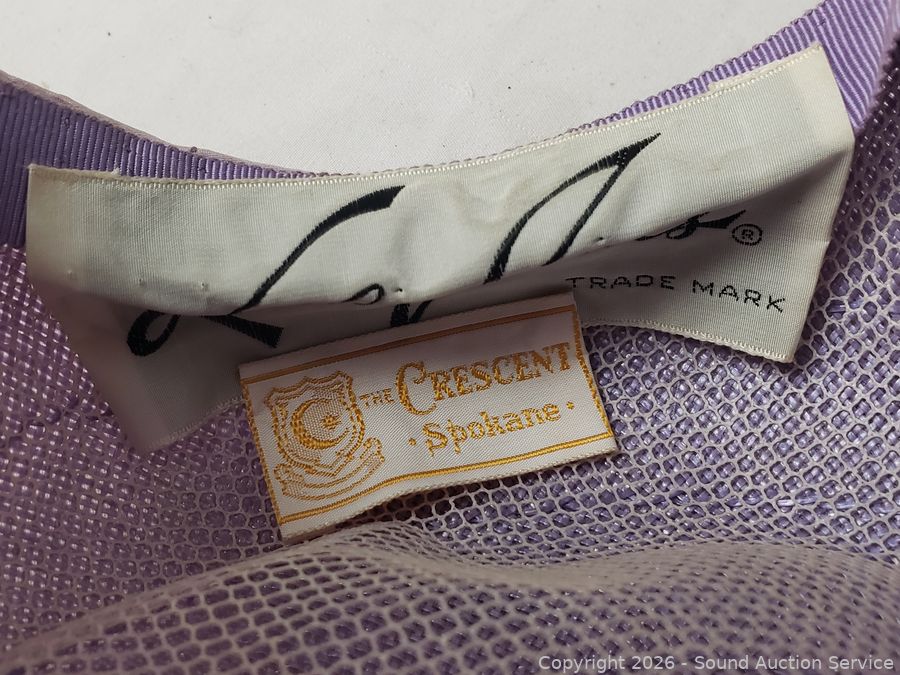 ®
TRADE MARK
THE CRESCENT
· Spokane ·
Copyright 2026 - Sound Auction Service